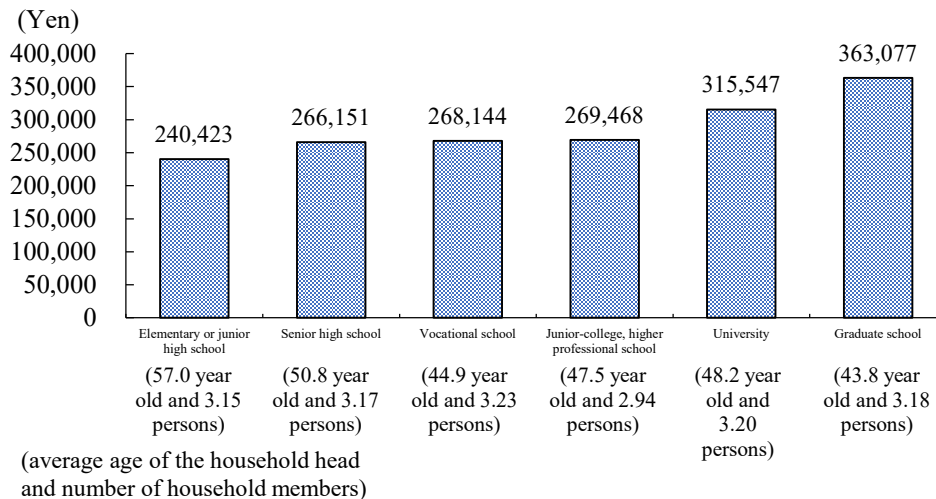 (Yen)
400,000
350,000
300,000
250,000
200,000
150,000
100,000
50,000
0
240,423
266,151
268,144
269,468
315,547
363,077
Elementary or junior
high school
Senior high school
Vocational school
Junior-college, higher
professional school
University
Graduate school
(57.0 year
old and 3.15
persons)
(50.8 year
old and 3.17
persons)
(44.9 year
old and 3.23
persons)
(47.5 year
old and 2.94
persons)
(48.2 year
old and
3.20
persons)
(43.8 year
old and 3.18
persons)
(average age of the household head
and number of household members)